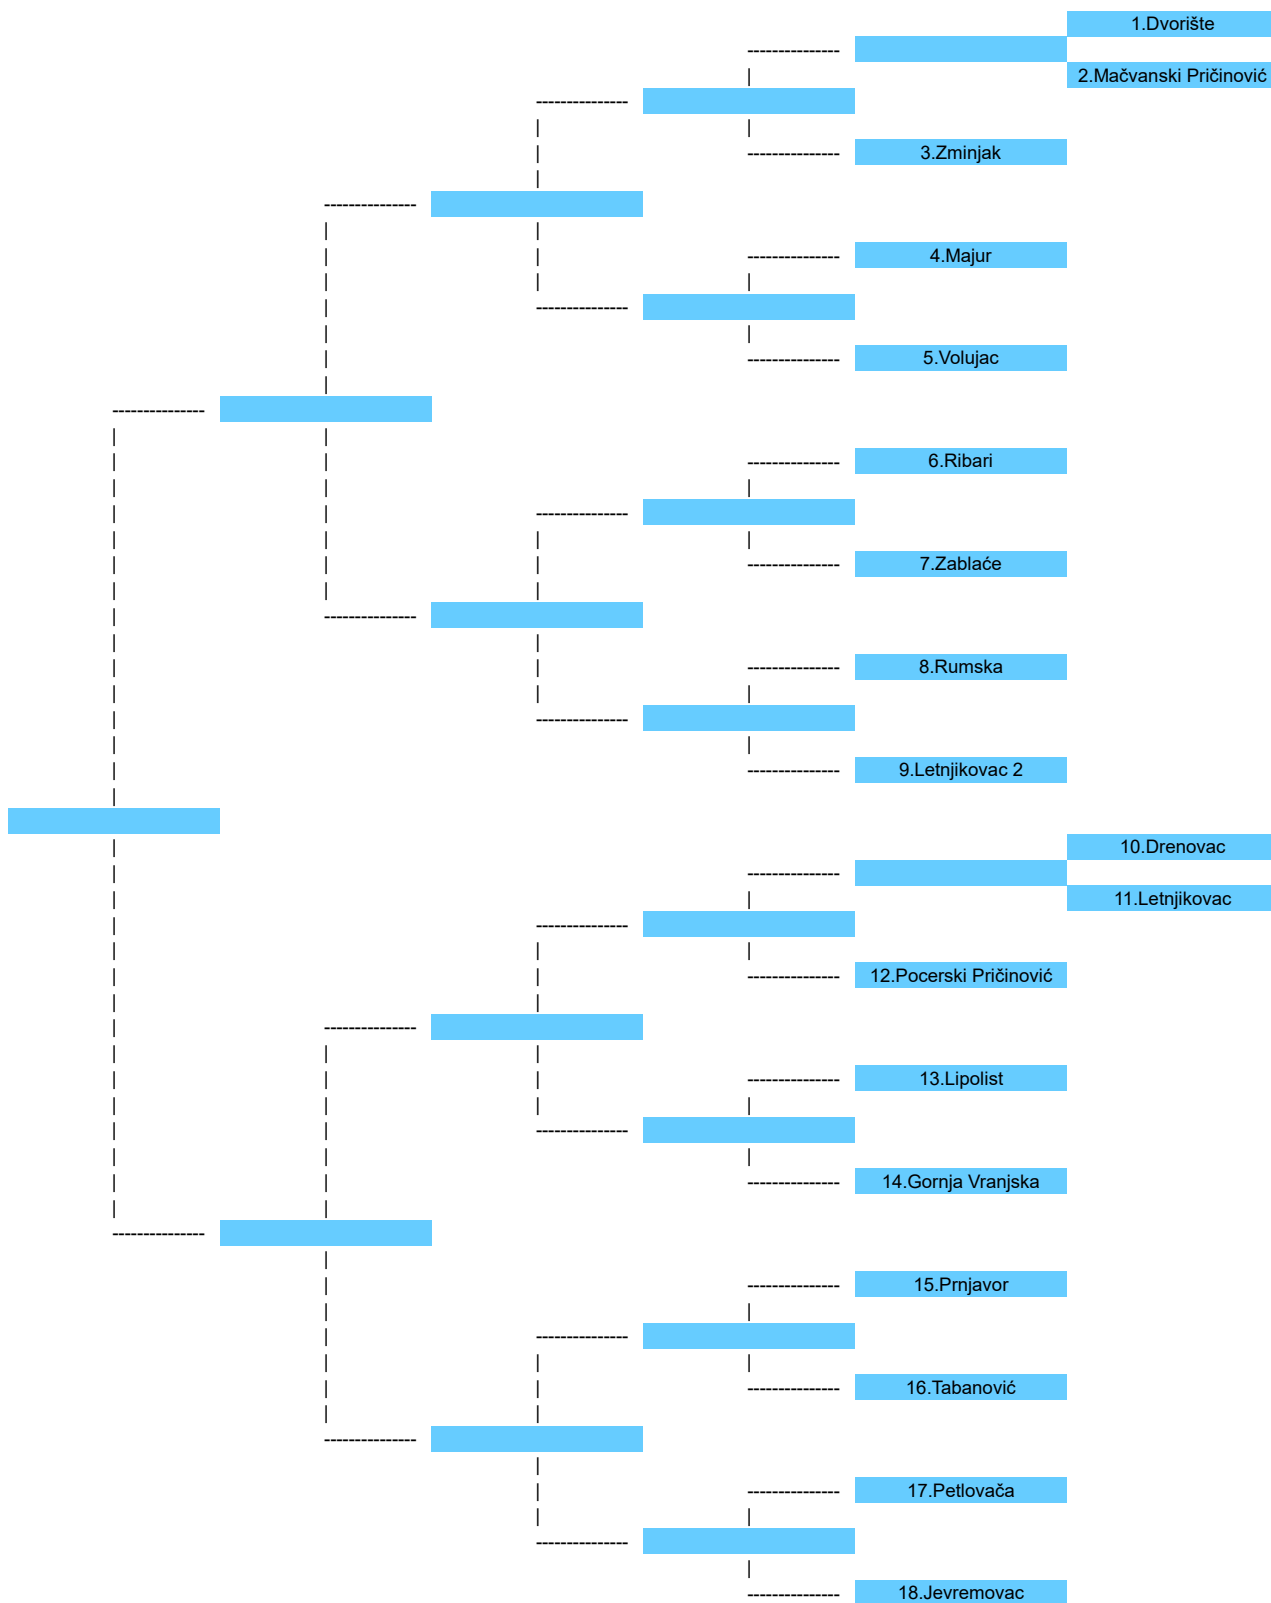 1.Dvorište
2.Mačvanski Pričinović
3.Zminjak
4.Majur
5.Volujac
6.Ribari
7.Zablaće
8.Rumska
9.Letnjikovac 2
10.Drenovac
11.Letnjikovac
12.Pocerski Pričinović
13.Lipolist
14.Gornja Vranjska
15.Prnjavor
16.Tabanović
17.Petlovača
18.Jevremovac